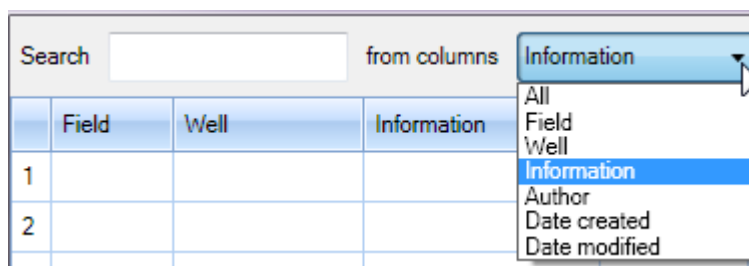 Search from columns Information
All
Field Well Information
Field
Well
Information
1
Author
2
Date created
Date modified